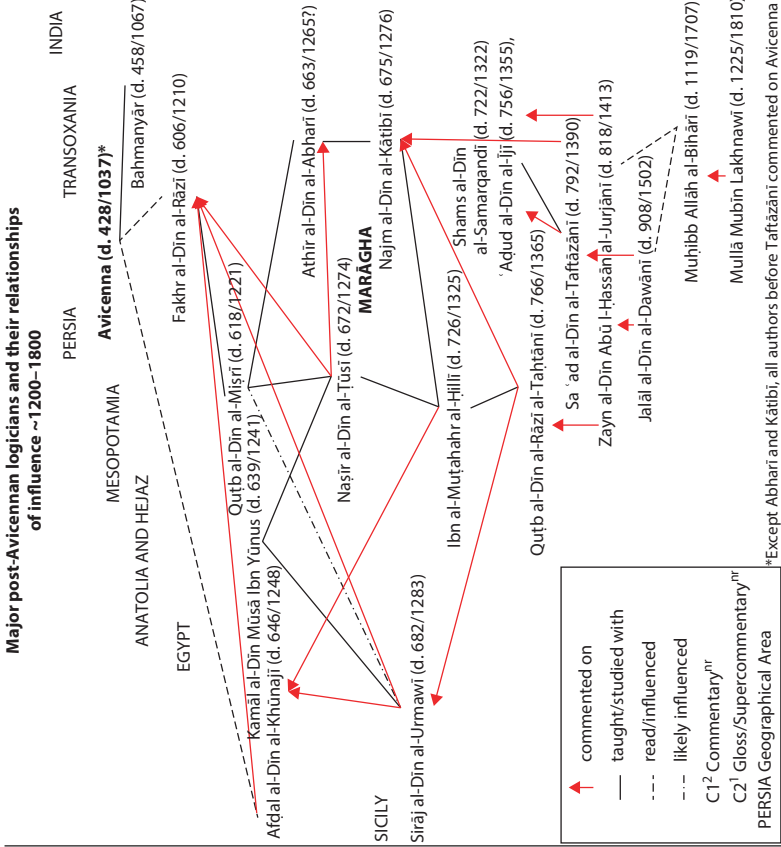 Major post-Avicennan logicians and their relationships
of influence ~1200–1800
INDIA
TRANSOXANIA
PERSIA
MESOPOTAMIA
ANATOLIA AND HEJAZ
EGYPT
SICILY
Avicenna (d. 428/1037)*
Bahmanyār (d. 458/1067)
Fakhr al-Dīn al-Rāzī (d. 606/1210)
Quṭb al-Dīn al-Miṣrī (d. 618/1221)
Kamāl al-Dīn Mūsā Ibn Yūnus (d. 639/1241)
Afḍal al-Dīn al-Khūnajī (d. 646/1248)
Athīr al-Dīn al-Abharī (d. 663/1265?)
Naṣīr al-Dīn al-Ṭūsī (d. 672/1274)
MARĀGHA
Najm al-Dīn al-Kātibī (d. 675/1276)
Sirāj al-Dīn al-Urmawī (d. 682/1283)
Ibn al-Muṭahahr al-Ḥillī (d. 726/1325)
Shams al-Dīn
al-Samarqandī (d. 722/1322)
ʿAḍud al-Dīn al-Ījī (d. 756/1355),
Quṭb al-Dīn al-Rāzī al-Taḥtānī (d. 766/1365)
Saʿad al-Dīn al-Taftāzānī (d. 792/1390)
Zayn al-Dīn Abū l-Ḥassān al-Jurjānī (d. 818/1413)
Jalāl al-Dīn al-Dawānī (d. 908/1502)
Muḥibb Allāh al-Bihārī (d. 1119/1707)
Mullā Mubīn Lakhnawī (d. 1225/1810)
commented on
taught/studied with
read/influenced
likely influenced
C1² Commentaryⁿʳ
C2¹ Gloss/Supercommentaryⁿʳ
PERSIA Geographical Area
*Except Abharī and Kātibī, all authors before Taftāzānī commented on Avicenna